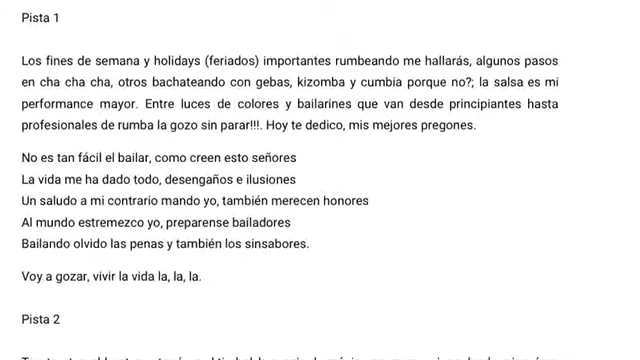 Pista 1
Los fines de semana y holidays (feriados) importantes rumbeando me hallarás, algunos pasos
en cha cha cha, otros bachateando con gebas, kizomba y cumbia porque no?; la salsa es mi
performance mayor. Entre luces de colores y bailarines que van desde principiantes hasta
profesionales de rumba la gozo sin parar!!!. Hoy te dedico, mis mejores pregones.
No es tan fácil el bailar, como creen esto señores
La vida me ha dado todo, desengaños e ilusiones
Un saludo a mi contrario mando yo, también merecen honores
Al mundo estremezco yo, preparense bailadores
Bailando olvido las penas y también los sinsabores.
Voy a gozar, vivir la vida la, la, la.
Pista 2